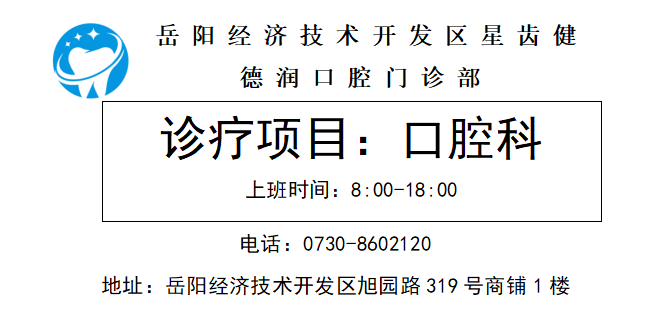 岳阳经济技术开发区星齿健
德润口腔门诊部
诊疗项目：口腔科
上班时间：8:00-18:00
电话：0730-8602120
地址：岳阳经济技术开发区旭园路319号商铺1楼